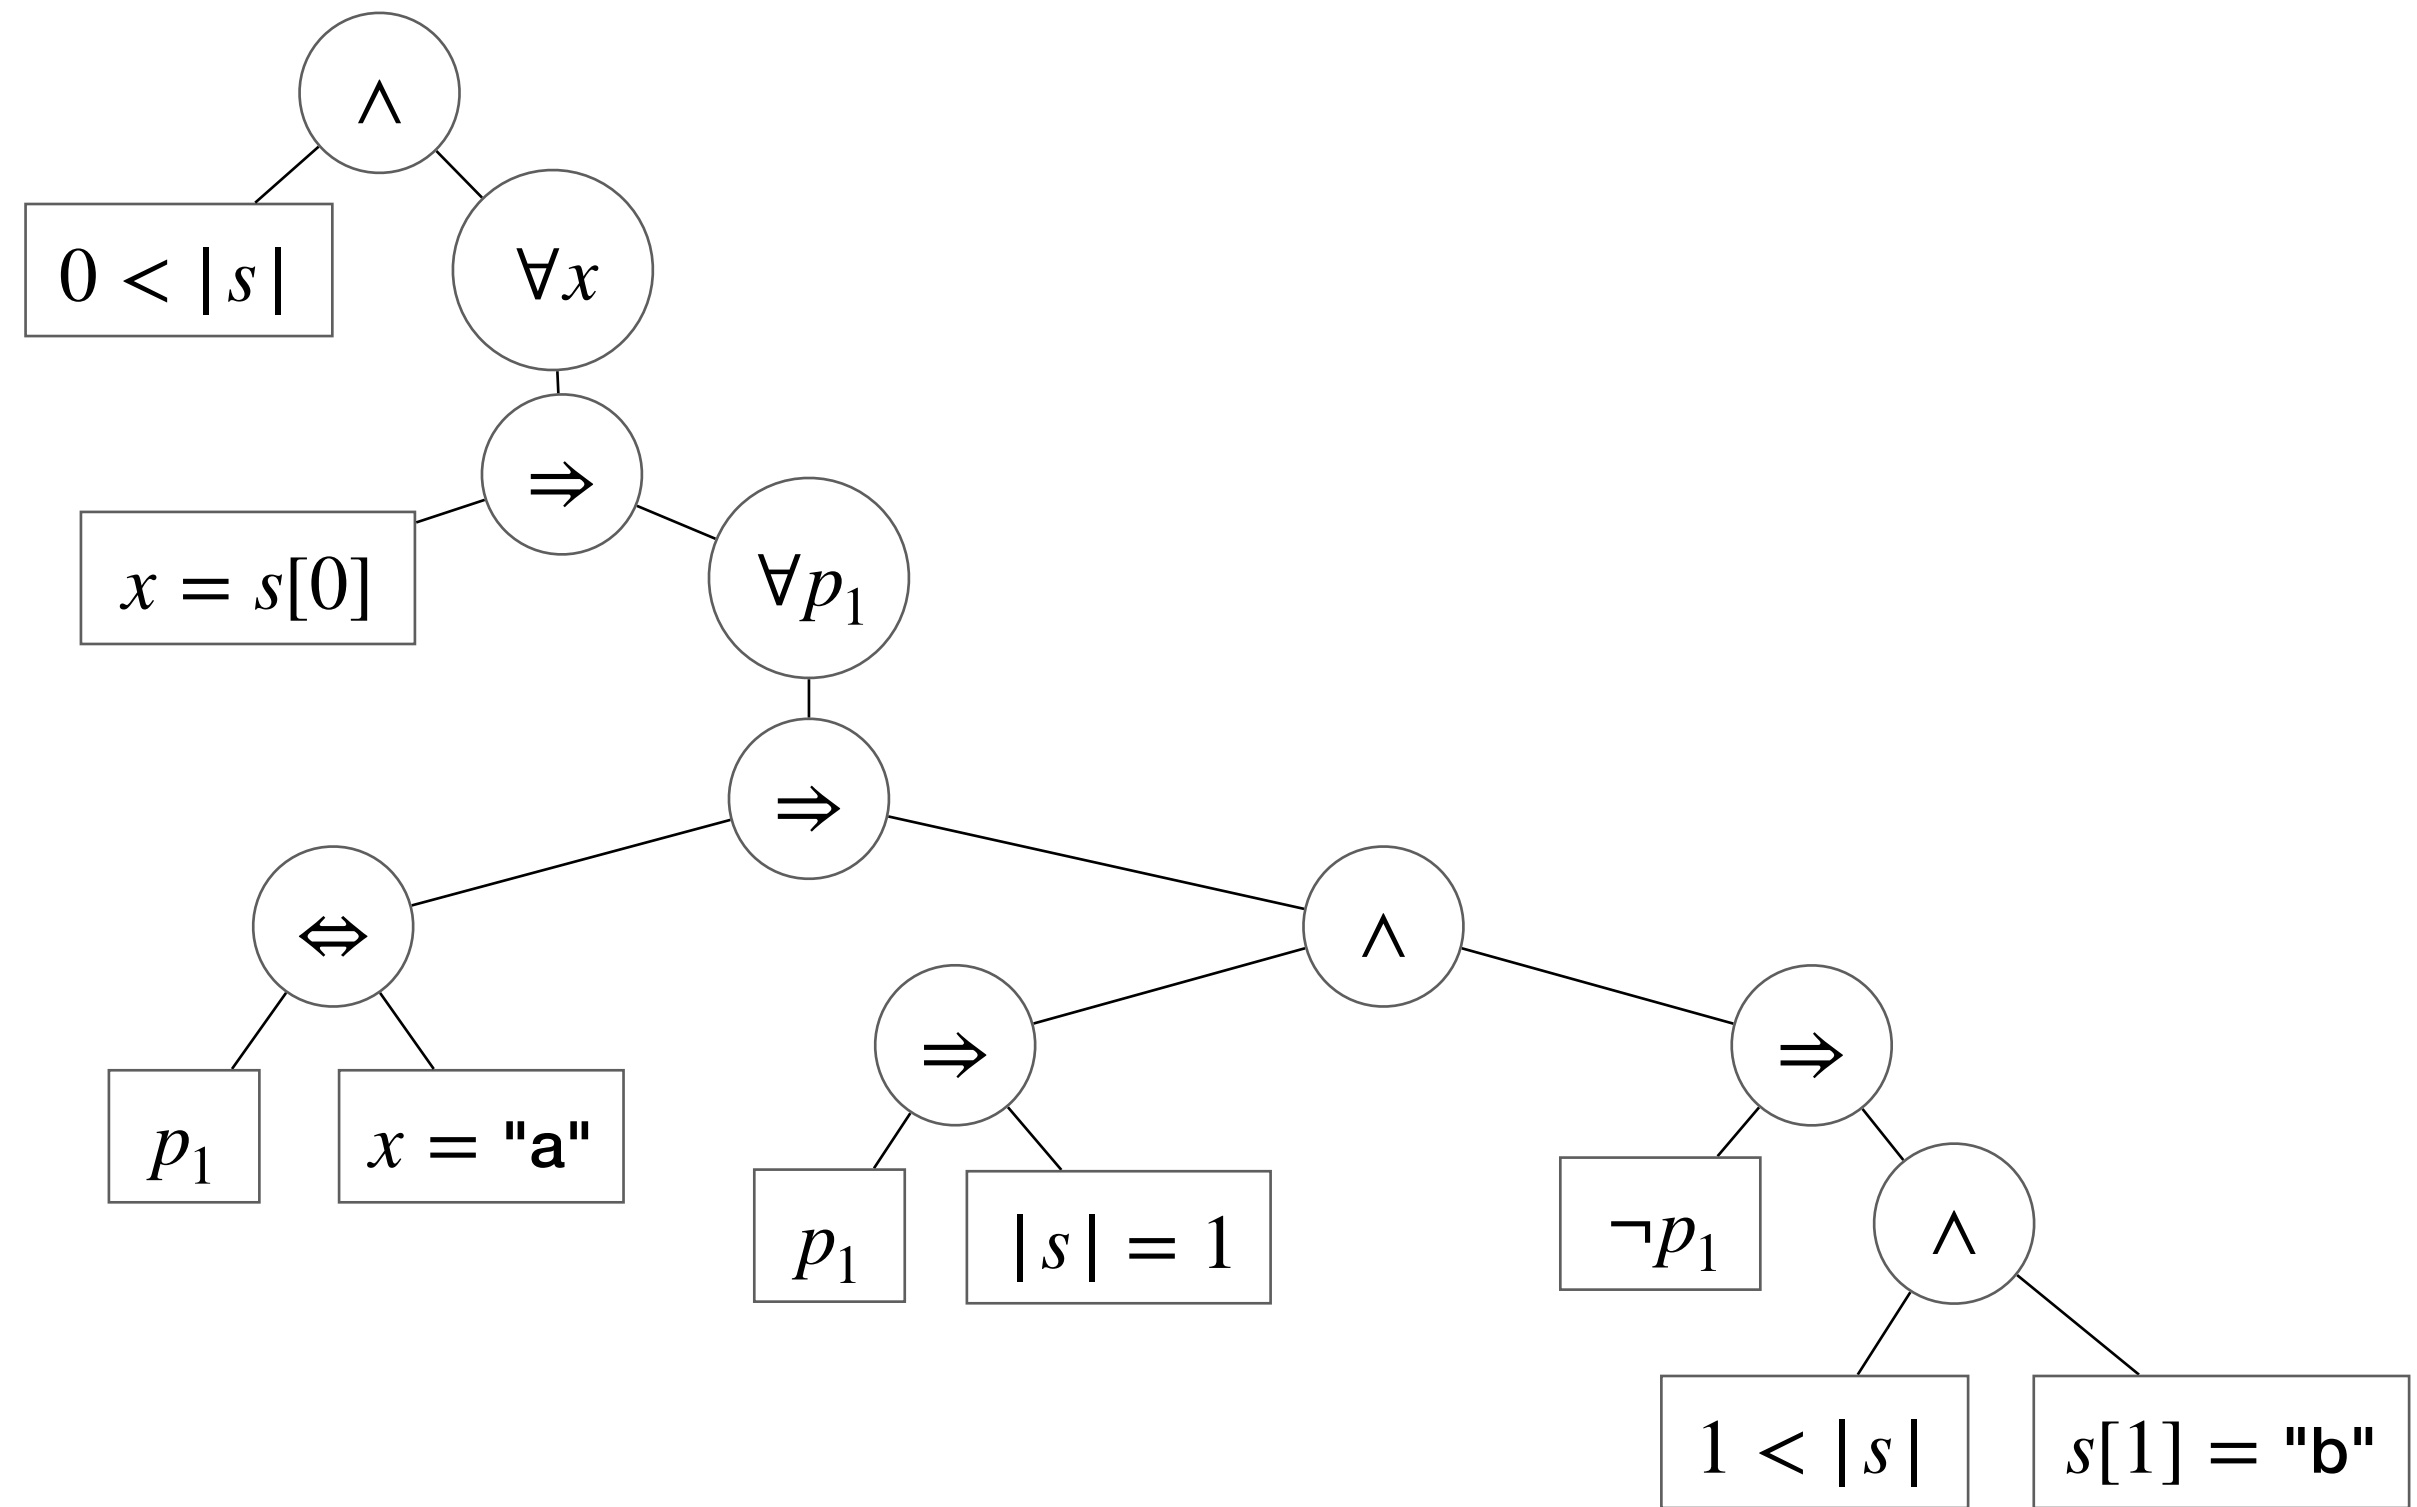 ∧
0 < |s|
∀x
⇒
x = s[0]
∀p₁
⇒
⇔
∧
p₁
x = "a"
⇒
⇒
p₁
|s| = 1
¬p₁
∧
1 < |s|
s[1] = "b"